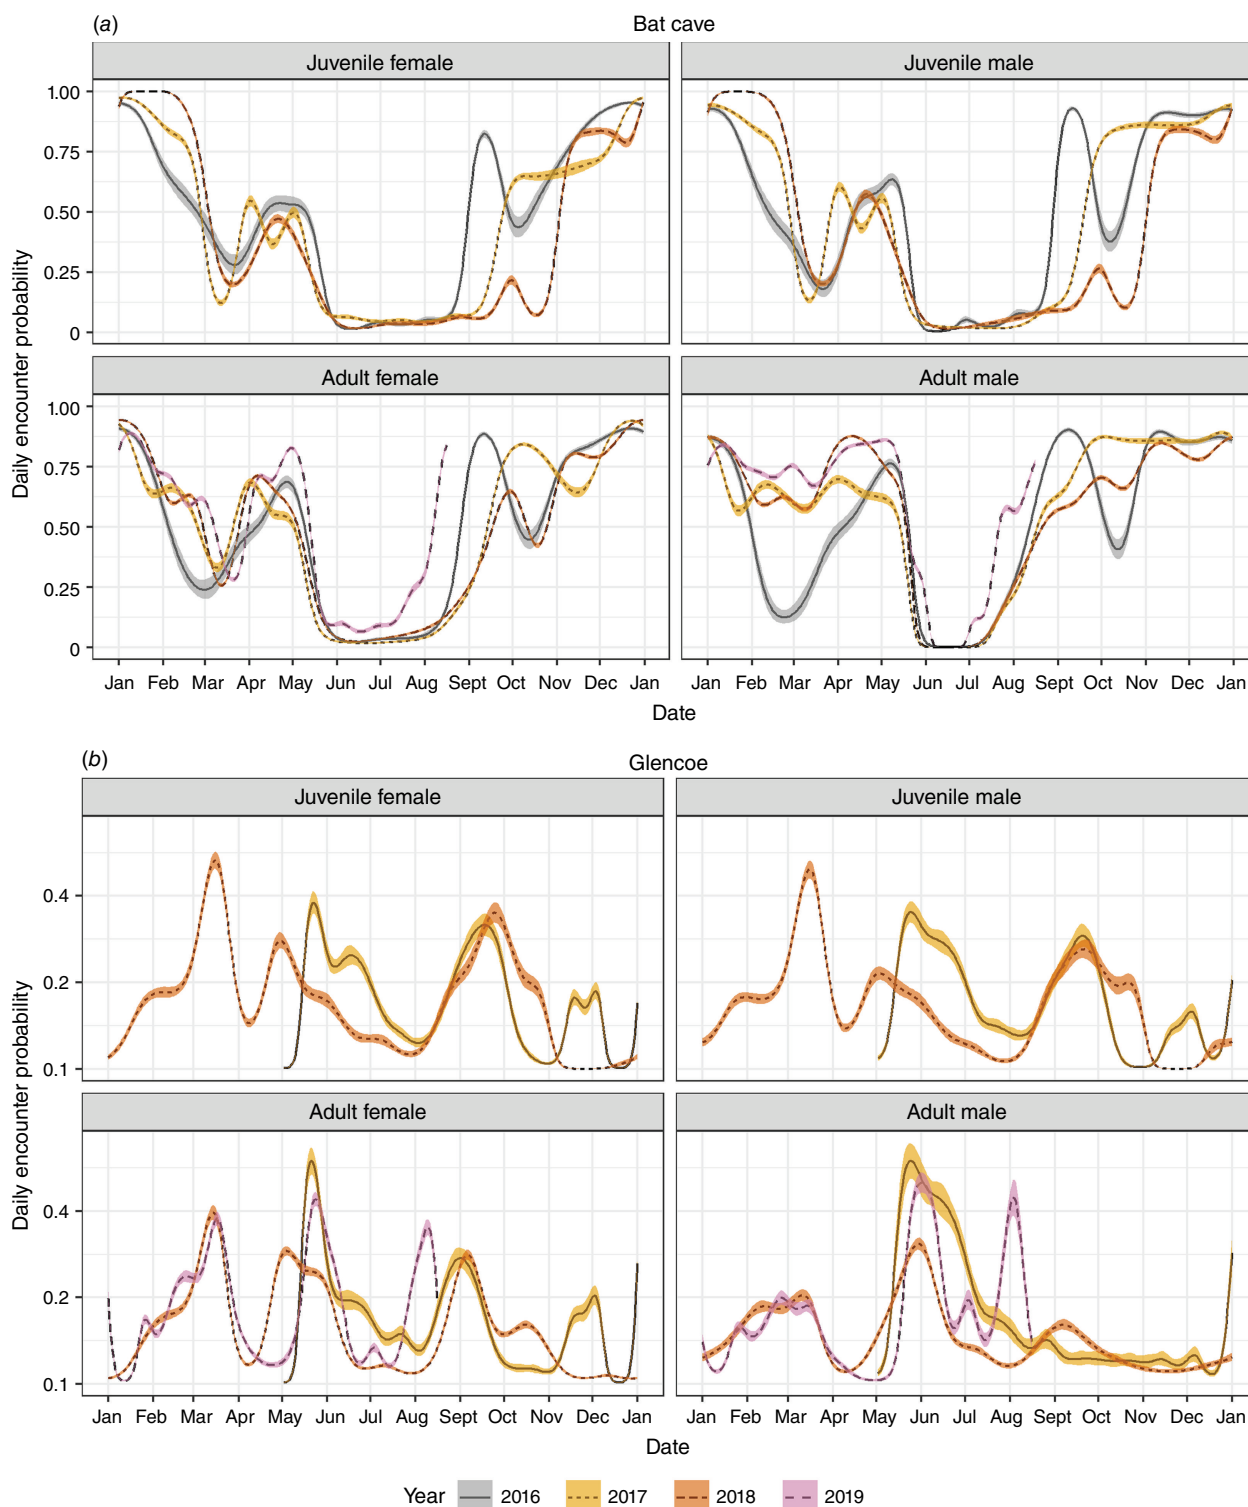 (a)
Bat cave
Juvenile female
Juvenile male
1.00
0.75
0.50
0.25
0
Adult female
Adult male
1.00
0.75
0.50
0.25
0
Daily encounter probability
Jan Feb Mar Apr May Jun Jul Aug Sept Oct Nov Dec Jan
Jan Feb Mar Apr May Jun Jul Aug Sept Oct Nov Dec Jan
Date
(b)
Glencoe
Juvenile female
Juvenile male
0.4
0.2
0.1
Adult female
Adult male
0.4
0.2
0.1
Daily encounter probability
Jan Feb Mar Apr May Jun Jul Aug Sept Oct Nov Dec Jan
Jan Feb Mar Apr May Jun Jul Aug Sept Oct Nov Dec Jan
Date
Year 2016 2017 2018 2019